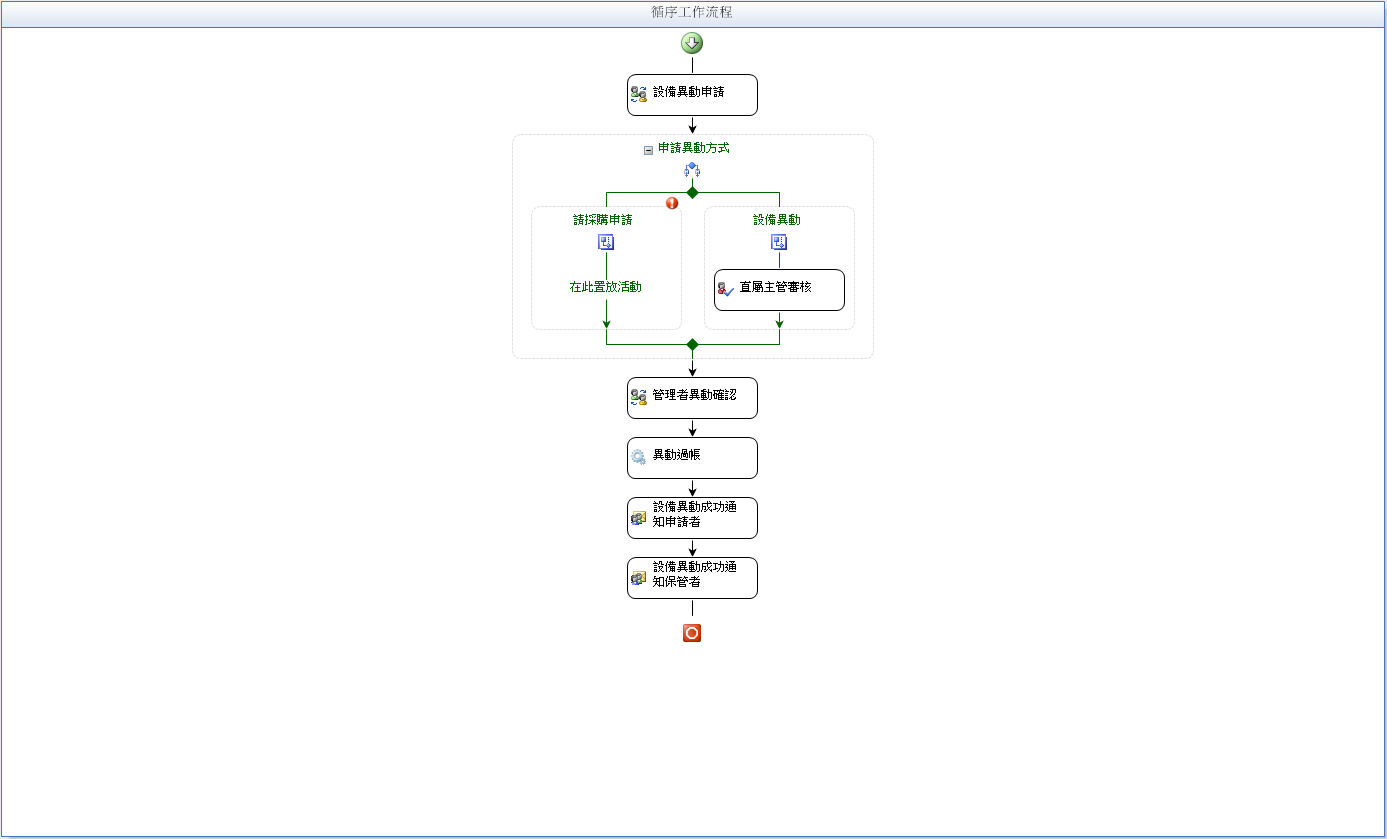 循序工作流程
設備異動申請
申請異動方式
請採購申請
設備異動
在此置放活動
直屬主管審核
管理者異動確認
異動過帳
設備異動成功通
知申請者
設備異動成功通
知保管者